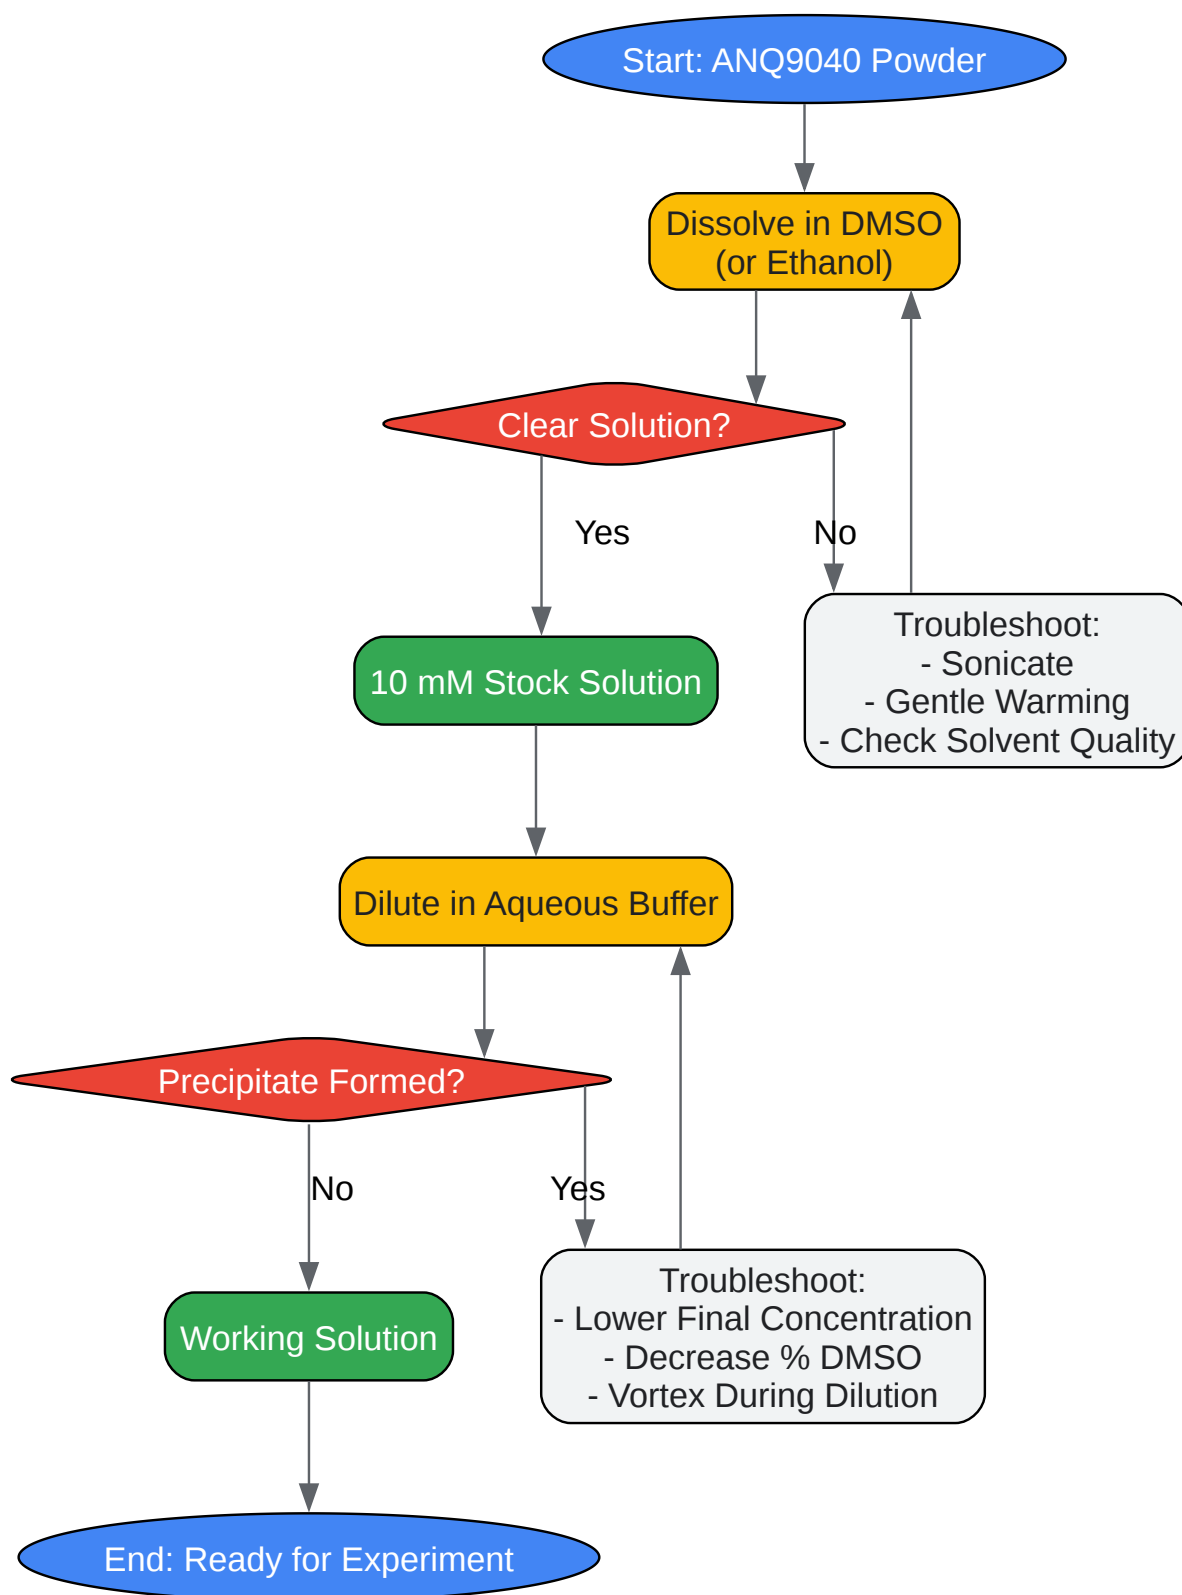 Start: ANQ9040 Powder
Dissolve in DMSO
(or Ethanol)
Clear Solution?
Yes
No
10 mM Stock Solution
Troubleshoot:
- Sonicate
- Gentle Warming
- Check Solvent Quality
Dilute in Aqueous Buffer
Precipitate Formed?
No
Yes
Working Solution
Troubleshoot:
- Lower Final Concentration
- Decrease % DMSO
- Vortex During Dilution
End: Ready for Experiment